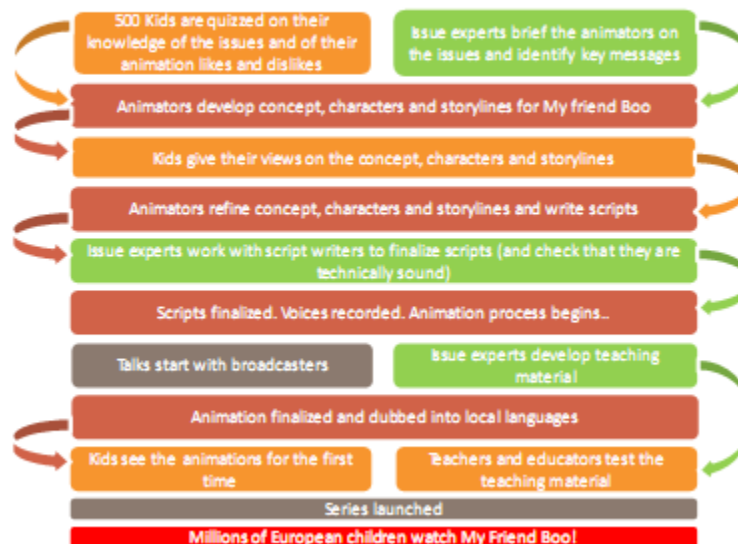 500 Kids are quizzed on their
knowledge of the issues and of their
animation likes and dislikes
Issue experts brief the animators on
the issues and identify key messages
Animators develop concept, characters and storylines for My friend Boo
Kids give their views on the concept, characters and storylines
Animators refine concept, characters and storylines and write scripts
Issue experts work with script writers to finalize scripts (and check that they are
technically sound)
Scripts finalized. Voices recorded. Animation process begins...
Talks start with broadcasters
Issue experts develop teaching
material
Animation finalized and dubbed into local languages
Kids see the animations for the first
time
Teachers and educators test the
teaching material
Series launched
Millions of European children watch My Friend Boo!